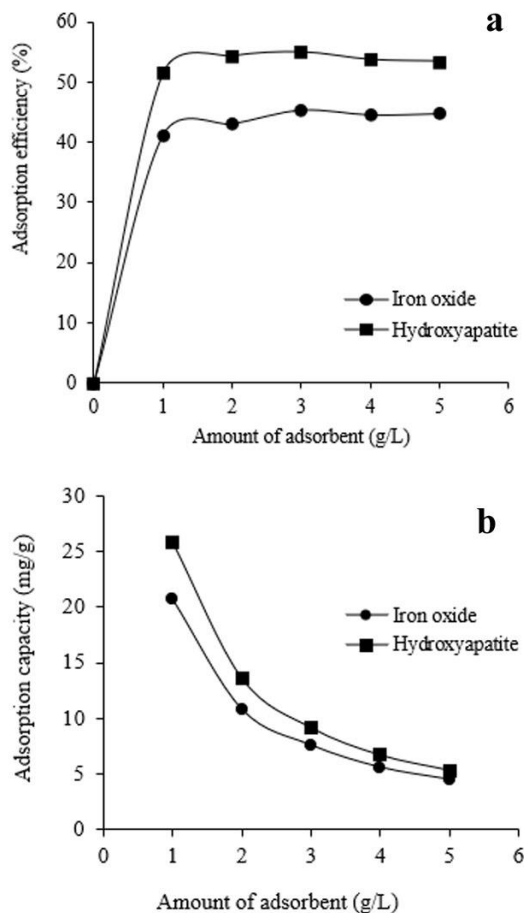 a
Adsorption efficiency (%)
60
50
40
30
20
10
0
0 1 2 3 4 5 6
Amount of adsorbent (g/L)
Iron oxide
Hydroxyapatite
b
Adsorption capacity (mg/g)
30
25
20
15
10
5
0
0 1 2 3 4 5 6
Amount of adsorbent (g/L)
Iron oxide
Hydroxyapatite